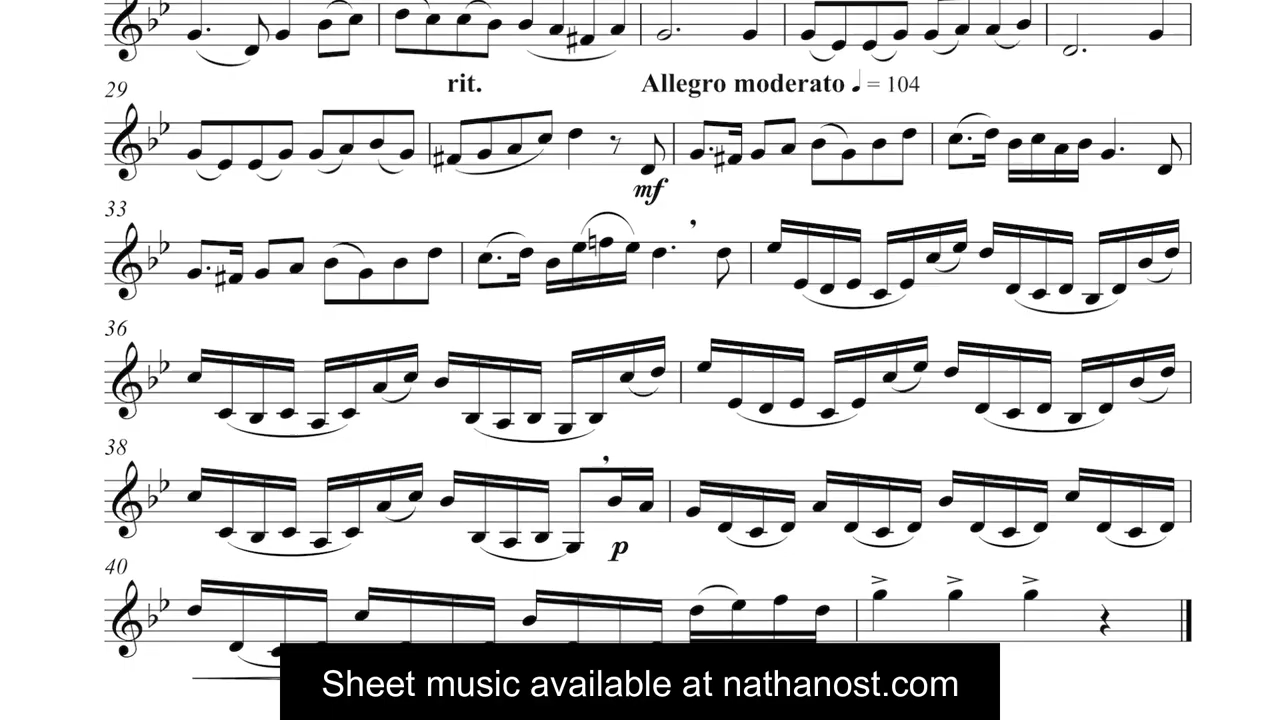 29
rit.
Allegro moderato ♩ = 104
mf
33
36
38
p
40
Sheet music available at nathanost.com